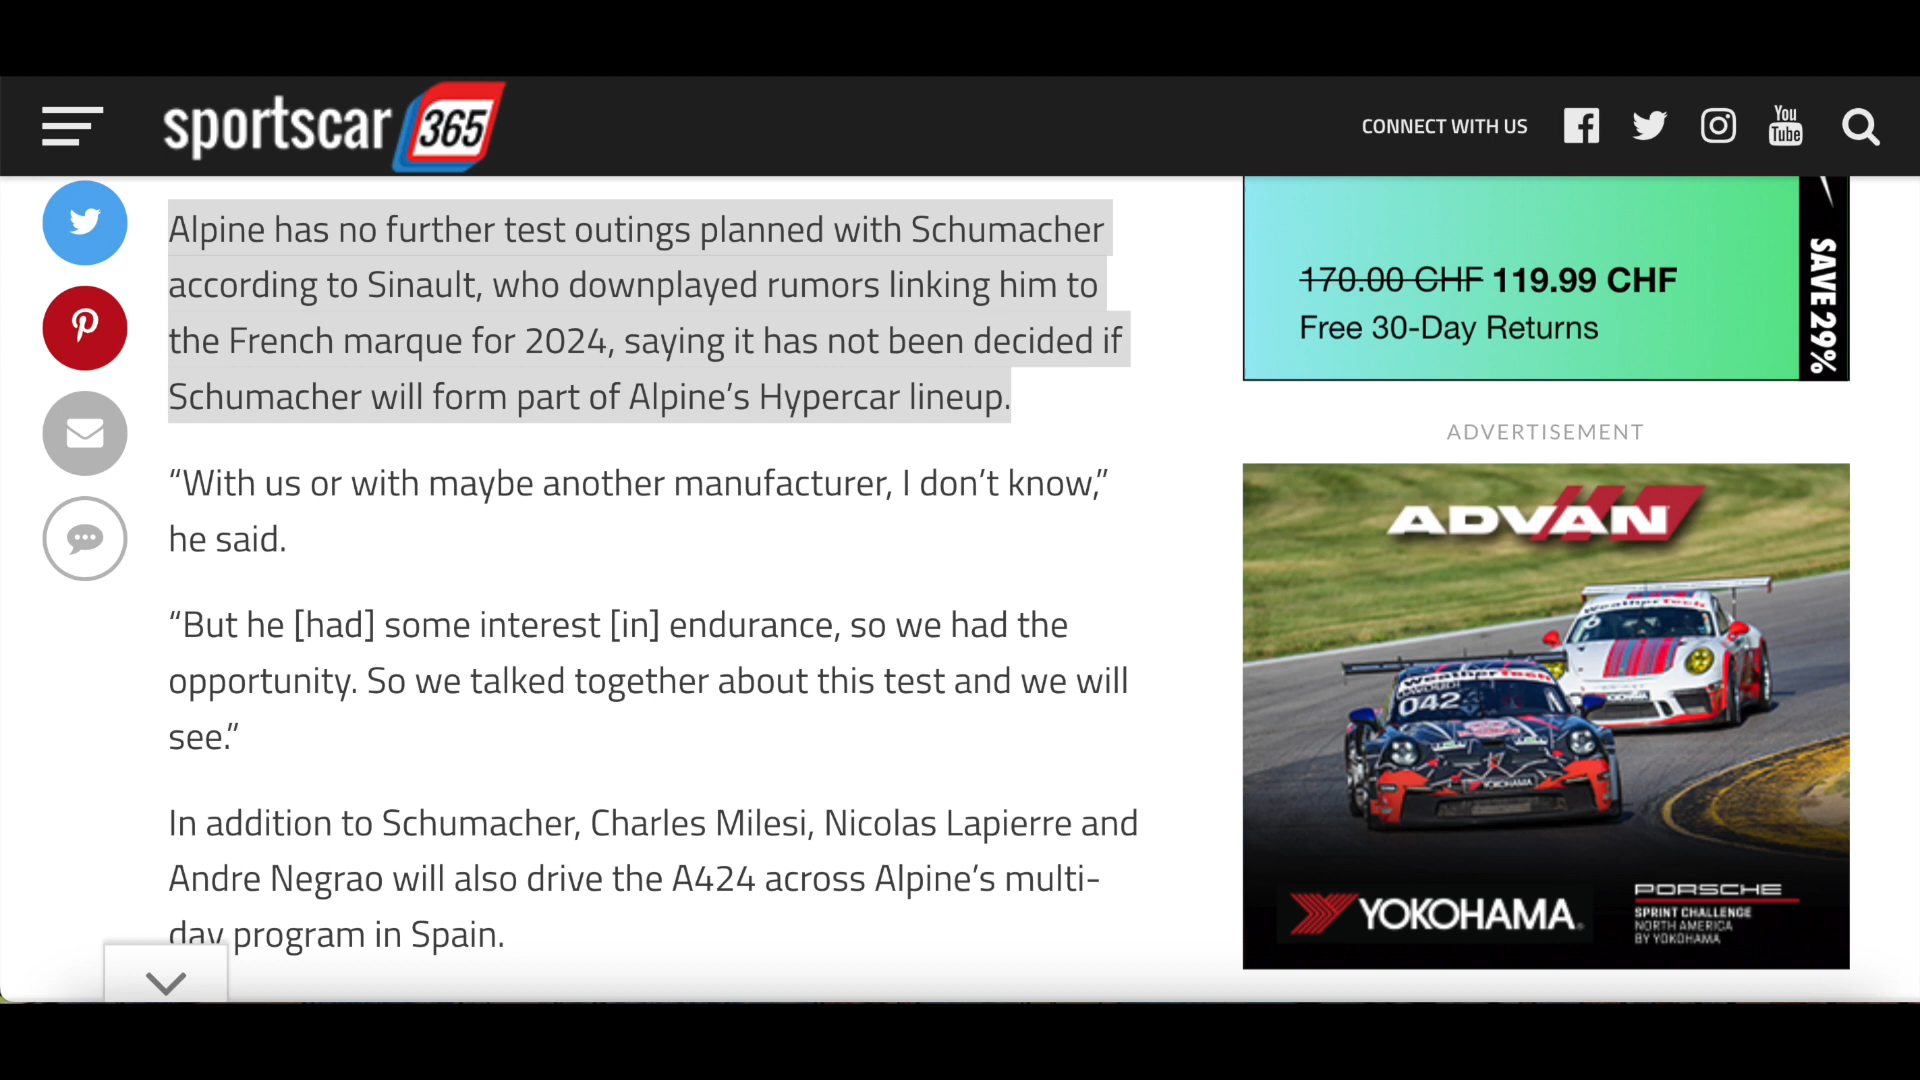 sportscar 365
CONNECT WITH US
You
Tube
Alpine has no further test outings planned with Schumacher
according to Sinault, who downplayed rumors linking him to
the French marque for 2024, saying it has not been decided if
Schumacher will form part of Alpine’s Hypercar lineup.
“With us or with maybe another manufacturer, I don’t know,”
he said.
“But he [had] some interest [in] endurance, so we had the
opportunity. So we talked together about this test and we will
see.”
In addition to Schumacher, Charles Milesi, Nicolas Lapierre and
Andre Negrao will also drive the A424 across Alpine’s multi-
day program in Spain.
170.00 CHF 119.99 CHF
Free 30-Day Returns
SAVE 29%
ADVERTISEMENT
ADVAN
WeatherTech
WeatherTech
042
YOKOHAMA
YOKOHAMA
PORSCHE
SPRINT CHALLENGE
NORTH AMERICA
BY YOKOHAMA